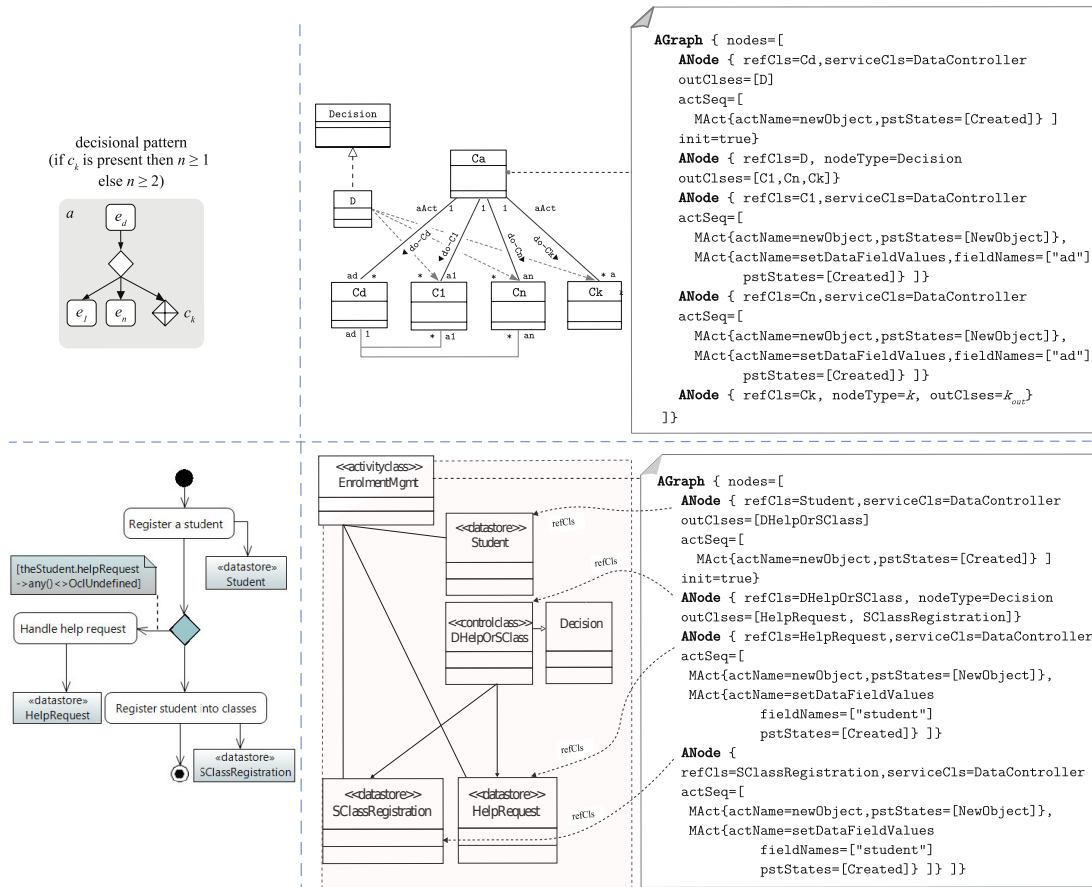 decisional pattern
(if ck is present then n ≥ 1
else n ≥ 2)
a
ed
e1
en
ck
Decision
D
Ca
aAct
1
1
1
aAct
do-Cd
do-C1
do-Cn
do-Ck
ad
*
*
a1
*
an
*
a
Cd
C1
Cn
Ck
*
ad
1
*
a1
*
an
AGraph { nodes=[
ANode { refCls=Cd,serviceCls=DataController
outClses=[D]
actSeq=[
MAct{actName=newObject,pstStates=[Created]} ]
init=true}
ANode { refCls=D, nodeType=Decision
outClses=[C1,Cn,Ck]}
ANode { refCls=C1,serviceCls=DataController
actSeq=[
MAct{actName=newObject,pstStates=[NewObject]},
MAct{actName=setDataFieldValues,fieldNames=["ad"]
pstStates=[Created]} ]}
ANode { refCls=Cn,serviceCls=DataController
actSeq=[
MAct{actName=newObject,pstStates=[NewObject]},
MAct{actName=setDataFieldValues,fieldNames=["ad"]
pstStates=[Created]} ]}
ANode { refCls=Ck, nodeType=k, outClses=kout}
]}
Register a student
[theStudent.helpRequest
->any()<>OclUndefined]
«datastore»
Student
Handle help request
«datastore»
HelpRequest
Register student into classes
«datastore»
SClassRegistration
<<activityclass>>
EnrolmentMgmt
<<datastore>>
Student
refCls
refCls
<<controlclass>>
DHelpOrSClass
Decision
refCls
<<datastore>>
SClassRegistration
<<datastore>>
HelpRequest
refCls
AGraph { nodes=[
ANode { refCls=Student,serviceCls=DataController
outClses=[DHelpOrSClass]
actSeq=[
MAct{actName=newObject,pstStates=[Created]} ]
init=true}
ANode { refCls=DHelpOrSClass, nodeType=Decision
outClses=[HelpRequest, SClassRegistration]}
ANode { refCls=HelpRequest,serviceCls=DataController
actSeq=[
MAct{actName=newObject,pstStates=[NewObject]},
MAct{actName=setDataFieldValues
fieldNames=["student"]
pstStates=[Created]} ]}
ANode {
refCls=SClassRegistration,serviceCls=DataController
actSeq=[
MAct{actName=newObject,pstStates=[NewObject]},
MAct{actName=setDataFieldValues
fieldNames=["student"]
pstStates=[Created]} ]} ]}